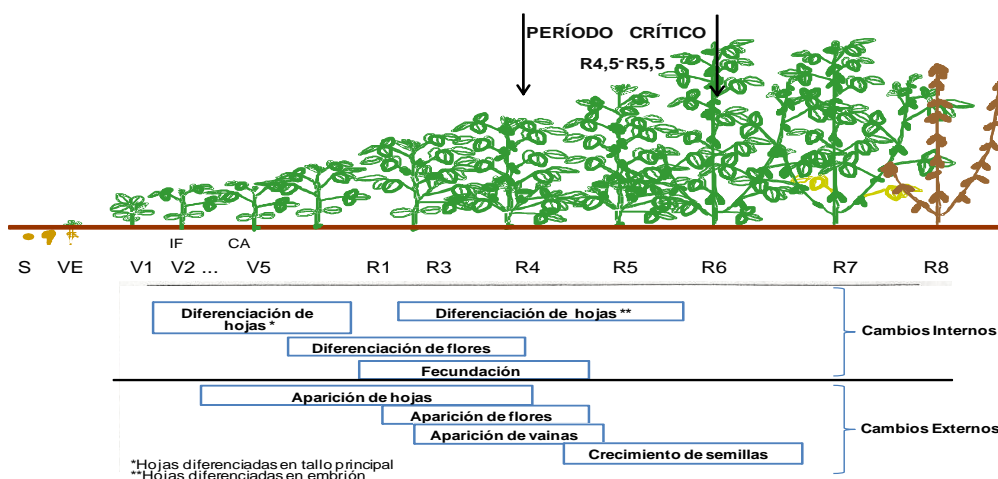 PERÍODO CRÍTICO
R4,5-R5,5
IF CA
S VE V1 V2 ... V5 R1 R3 R4 R5 R6 R7 R8
Diferenciación de
hojas *
Diferenciación de hojas **
Diferenciación de flores
Fecundación
Cambios Internos
Aparición de hojas
Aparición de flores
Aparición de vainas
Crecimiento de semillas
Cambios Externos
*Hojas diferenciadas en tallo principal
**Hojas diferenciadas en embrión